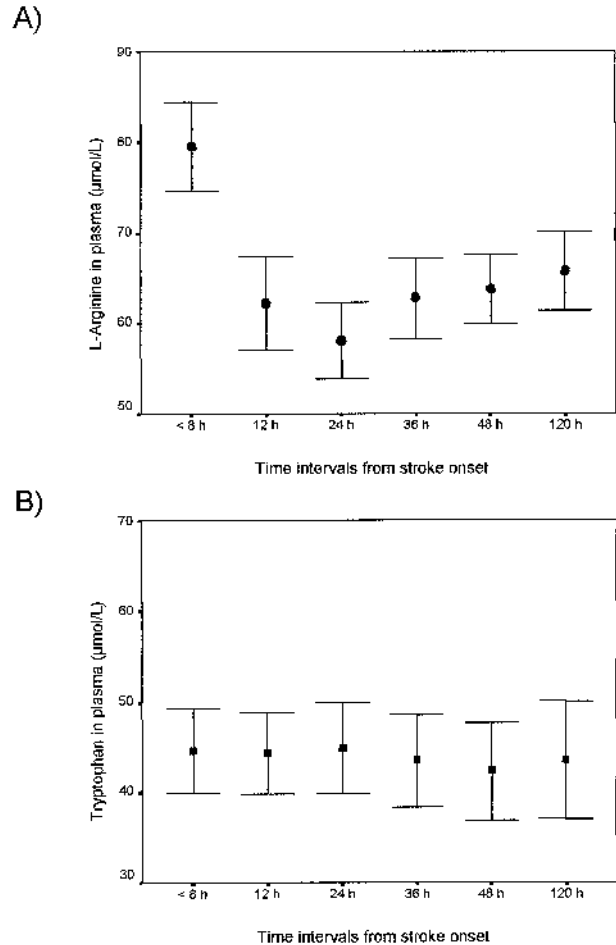 A)
L-Arginine in plasma (µmol/L)
90
80
70
60
50
< 8 h 12 h 24 h 36 h 48 h 120 h
Time intervals from stroke onset
B)
Tryptophan in plasma (µmol/L)
70
60
50
40
30
< 8 h 12 h 24 h 36 h 48 h 120 h
Time intervals from stroke onset